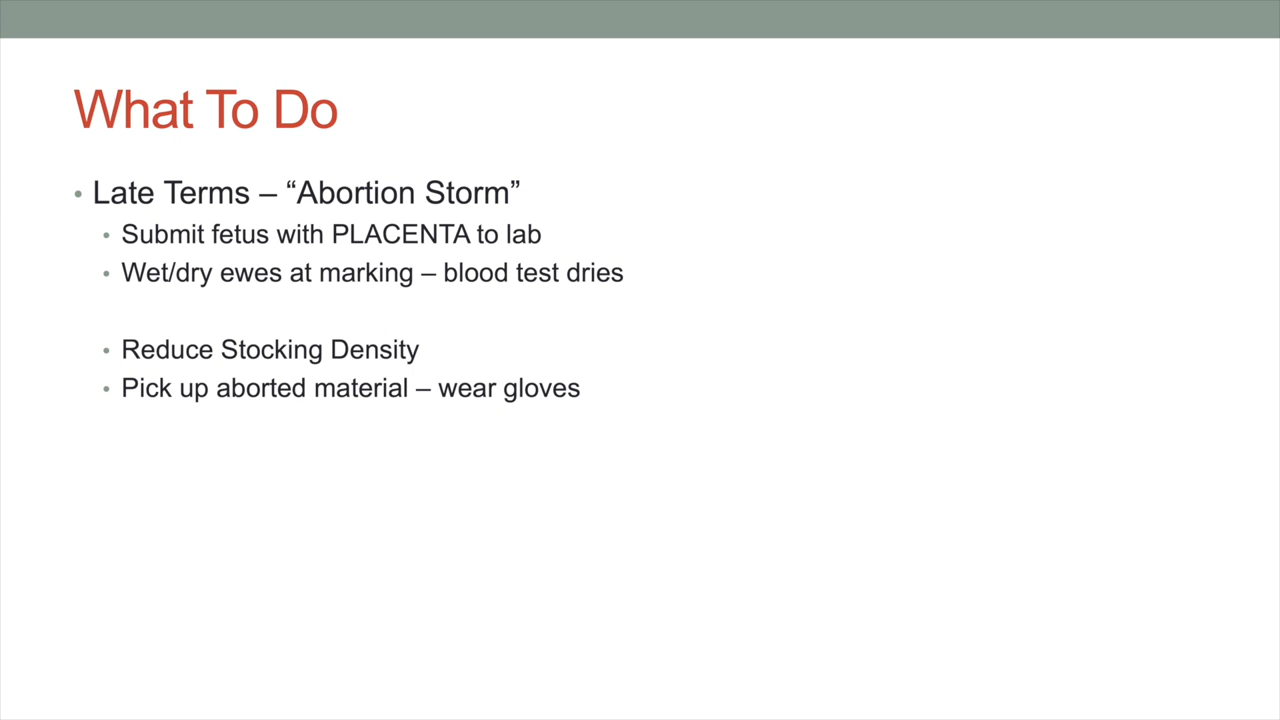 What To Do
• Late Terms – “Abortion Storm”
• Submit fetus with PLACENTA to lab
• Wet/dry ewes at marking – blood test dries
• Reduce Stocking Density
• Pick up aborted material – wear gloves